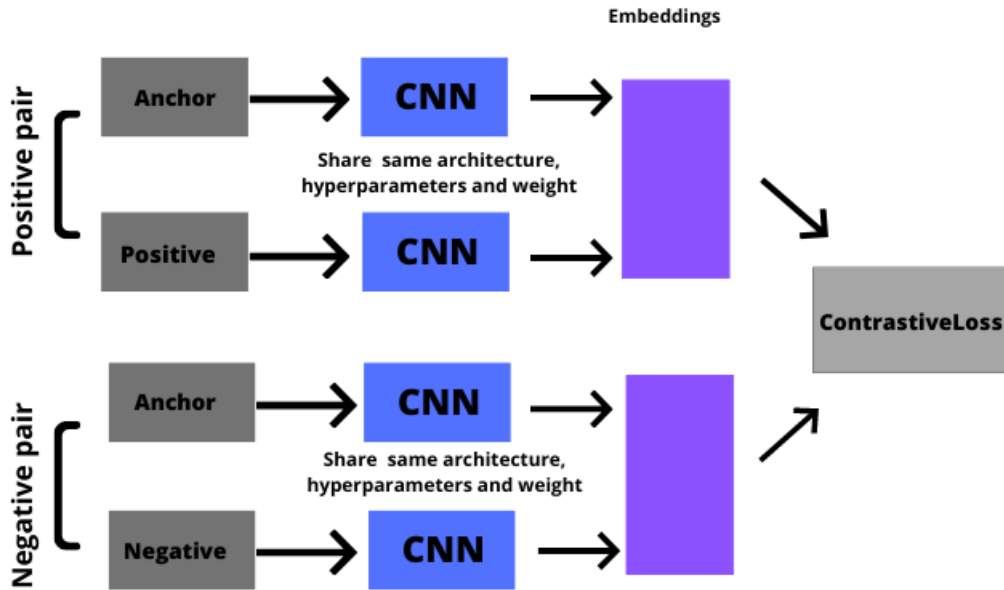 Embeddings
Positive pair
Anchor
CNN
Share same architecture,
hyperparameters and weight
Positive
CNN
ContrastiveLoss
Negative pair
Anchor
CNN
Share same architecture,
hyperparameters and weight
Negative
CNN